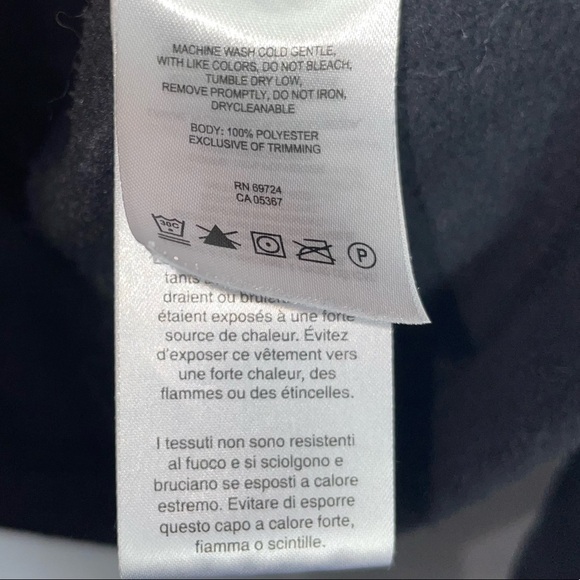 MACHINE WASH COLD GENTLE,
WITH LIKE COLORS, DO NOT BLEACH,
TUMBLE DRY LOW,
REMOVE PROMPTLY, DO NOT IRON,
DRYCLEANABLE
BODY: 100% POLYESTER
EXCLUSIVE OF TRIMMING
RN 69724
CA 05367
30C
P
tants
draient ou
étaient exposés à une forte
source de chaleur. Évitez
d'exposer ce vêtement vers
une forte chaleur, des
flammes ou des étincelles.
I tessuti non sono resistenti
al fuoco e si sciolgono e
bruciano se esposti a calore
estremo. Evitare di esporre
questo capo a calore forte,
fiamma o scintille.